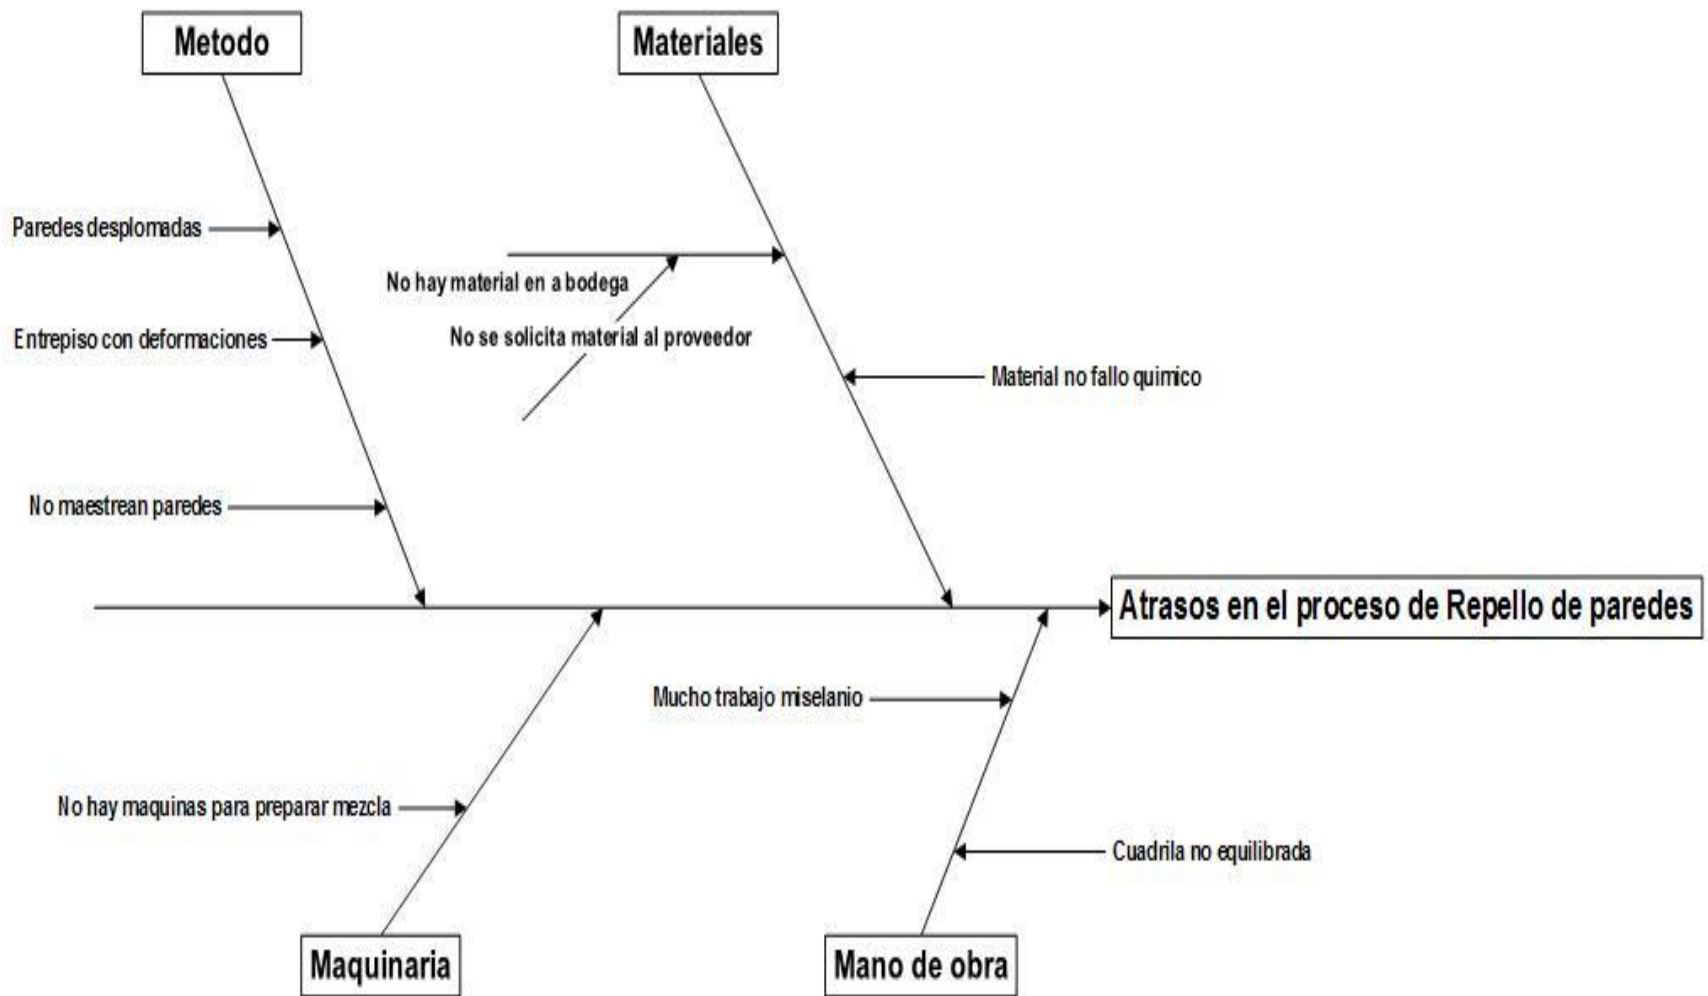 Metodo
Materiales
Paredes desplomadas
No hay material en a bodega
No se solicita material al proveedor
Entrepiso con deformaciones
Material no fallo quimico
No maestrean paredes
Atrasos en el proceso de Repello de paredes
Mucho trabajo miselanio
No hay maquinas para preparar mezcla
Cuadrila no equilibrada
Maquinaria
Mano de obra